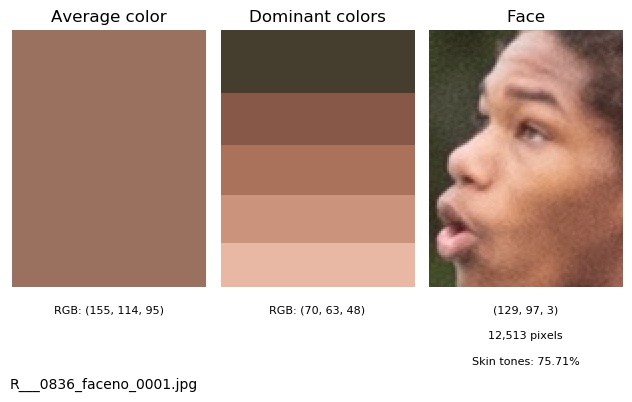 Average color
Dominant colors
Face
RGB: (155, 114, 95)
RGB: (70, 63, 48)
(129, 97, 3)
12,513 pixels
Skin tones: 75.71%
R___0836_faceno_0001.jpg